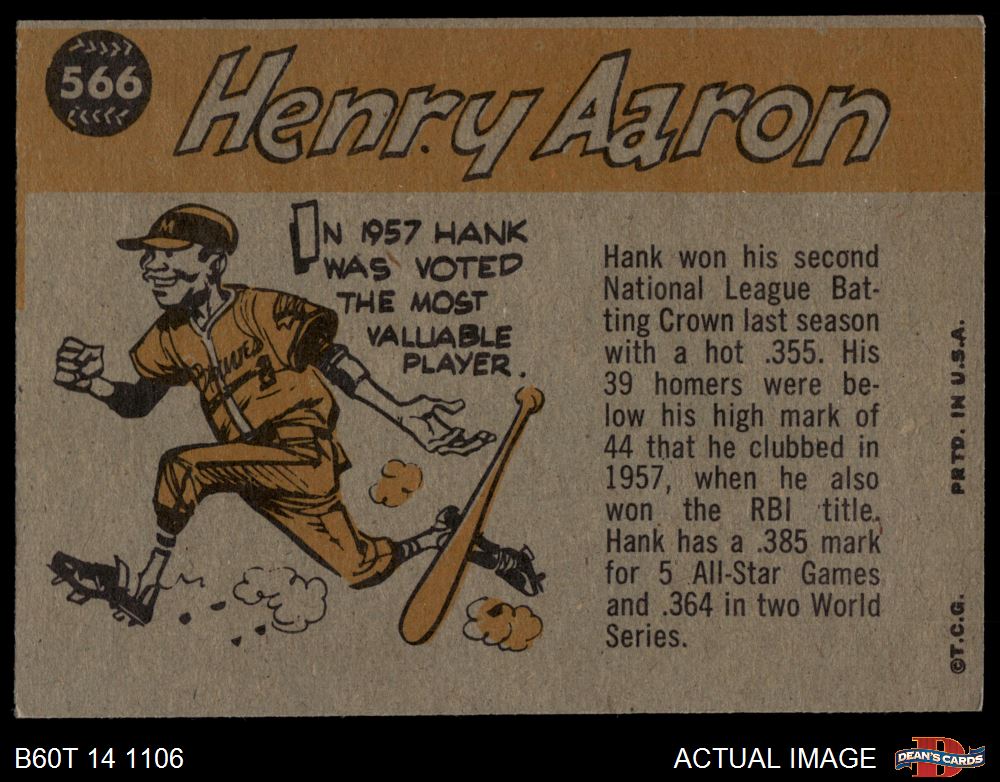 566
Henry Aaron
IN 1957 HANK
WAS VOTED
THE MOST
VALUABLE
PLAYER.
M
Braves
Hank won his second
National League Bat-
ting Crown last season
with a hot .355. His
39 homers were be-
low his high mark of
44 that he clubbed in
1957, when he also
won the RBI title.
Hank has a .385 mark
for 5 All-Star Games
and .364 in two World
Series.
©T.C.G. PRTD. IN U.S.A.
B60T 14 1106
ACTUAL IMAGE
D
DEAN'S CARDS